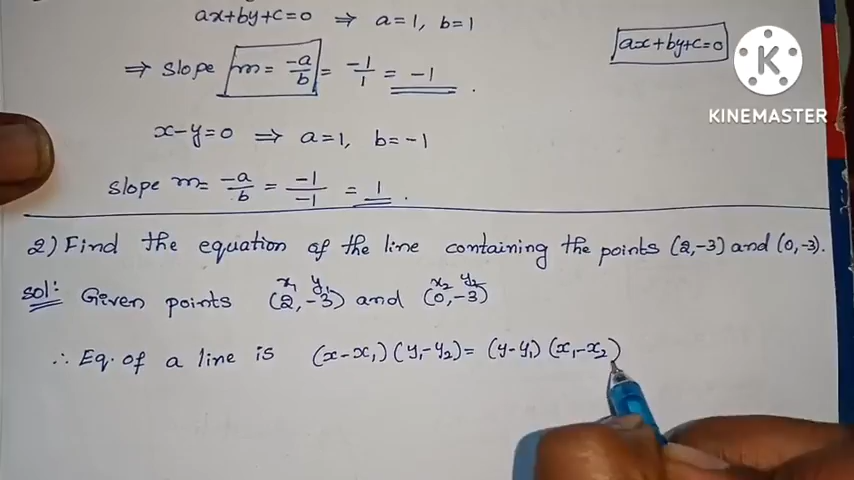 ax+by+c=0 ⇒ a=1, b=1
ax+by+c=0
K
KINEMASTER
⇒ slope m = -a/b = -1/1 = -1.
x-y=0 ⇒ a=1, b=-1
slope m= -a/b = -1/-1 = 1.
2) Find the equation of the line containing the points (2,-3) and (0,-3).
sol: Given points (2,-3) and (0,-3)
x₁ y₁ x₂ y₂
∴ Eq. of a line is (x-x₁)(y₁-y₂)= (y-y₁)(x₁-x₂)